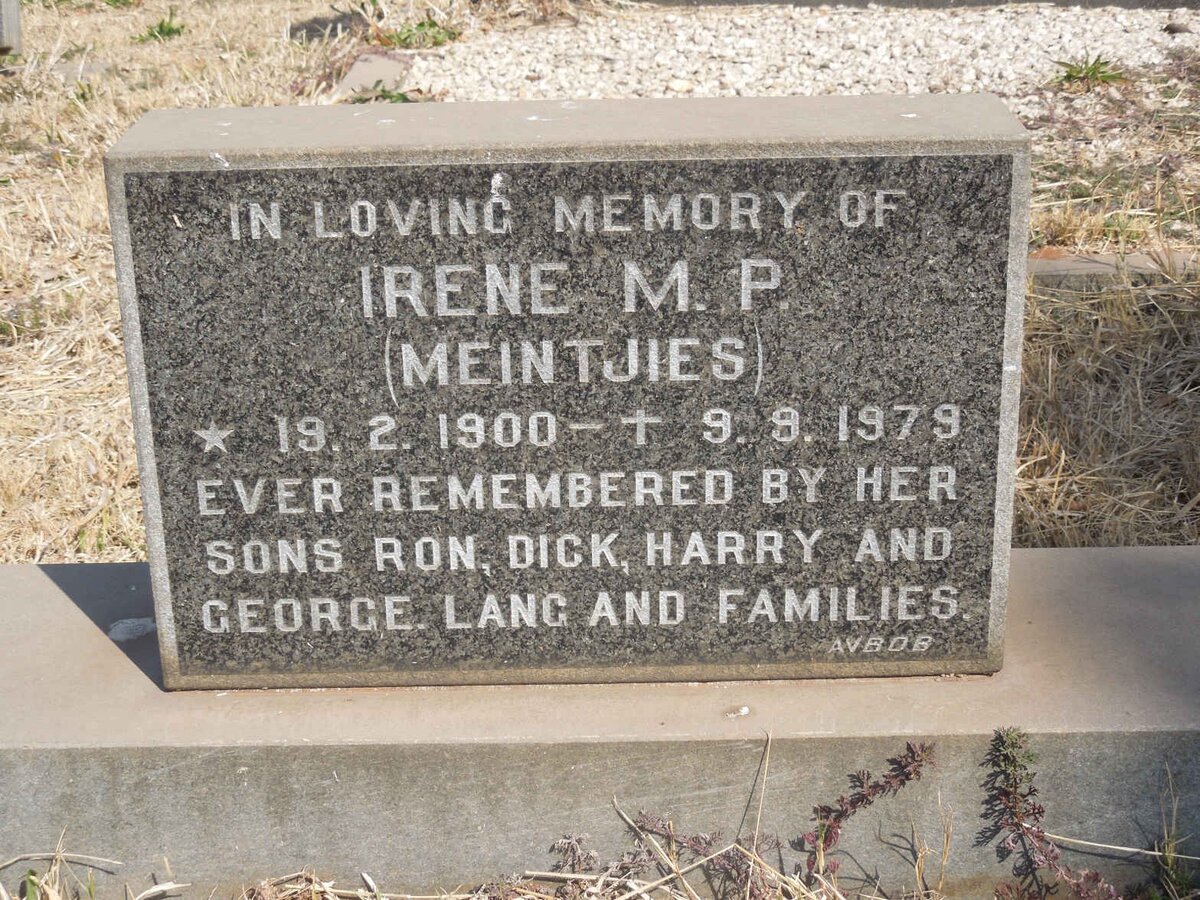 IN LOVING MEMORY OF
IRENE M. P.
(MEINTJIES)
★ 19. 2. 1900 – ✝ 9. 9. 1979
EVER REMEMBERED BY HER
SONS RON, DICK, HARRY AND
GEORGE. LANG AND FAMILIES.
AVBOB